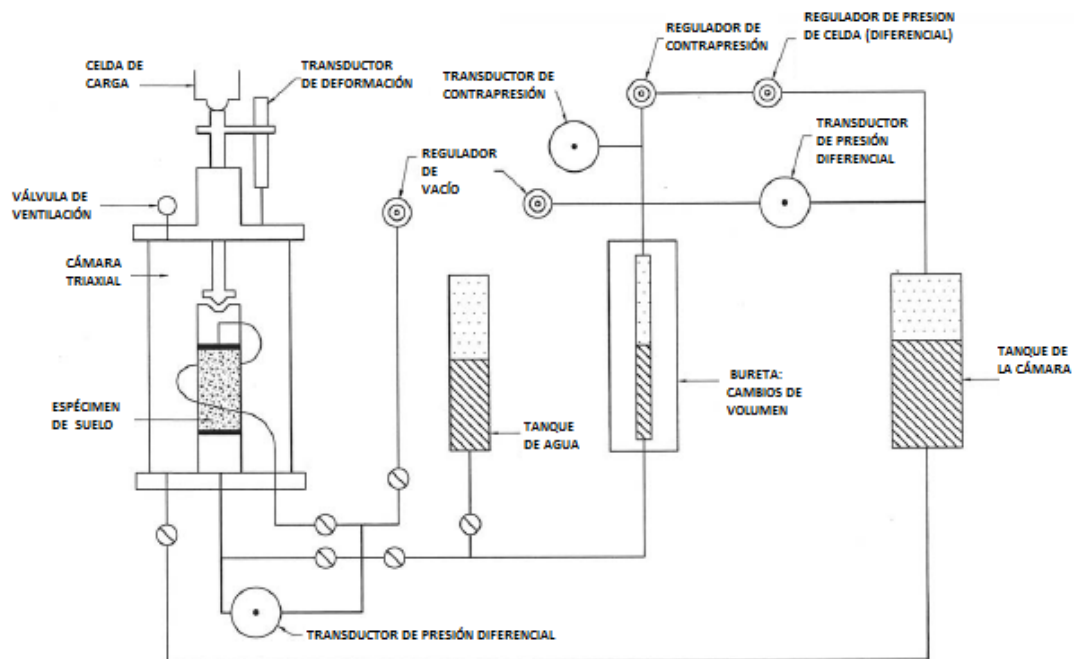 REGULADOR DE
CONTRAPRESIÓN
REGULADOR DE PRESION
DE CELDA (DIFERENCIAL)
CELDA DE
CARGA
TRANSDUCTOR
DE DEFORMACIÓN
TRANSDUCTOR DE
CONTRAPRESIÓN
TRANSDUCTOR
DE PRESIÓN
DIFERENCIAL
REGULADOR
DE
VACÍO
VÁLVULA DE
VENTILACIÓN
CÁMARA
TRIAXIAL
TANQUE DE
LA CÁMARA
BURETA:
CAMBIOS DE
VOLUMEN
ESPÉCIMEN
DE SUELO
TANQUE
DE AGUA
TRANSDUCTOR DE PRESIÓN DIFERENCIAL